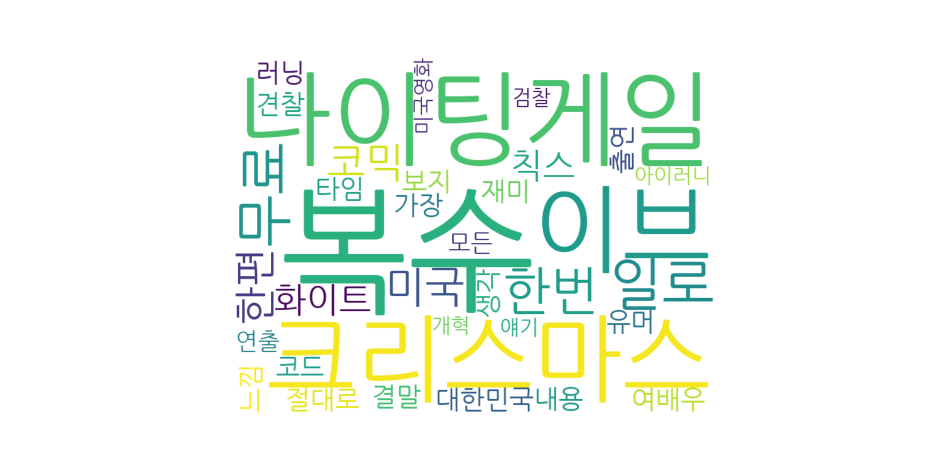 러닝
미국영화
나이팅게일
견찰
검찰
무료
코믹
칙스
출연
아이러니
타임
보지
재미
가장
복수
이브
모든
한편
화이트
미국
생각
한번
일로
개혁
얘기
유머
연출
크리스마스
코드
느낌
절대로
결말
대한민국
내용
여배우